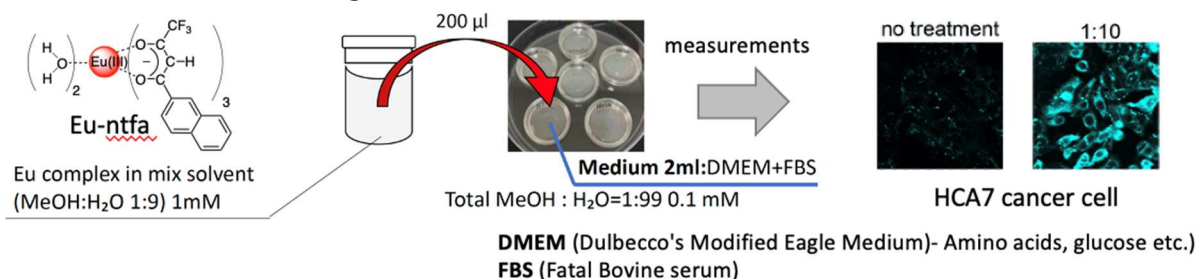 CF₃
H
H
O
2
Eu(III)
O
O
−
H
3
Eu-ntfa
Eu complex in mix solvent
(MeOH:H₂O 1:9) 1mM
200 µl
Medium 2ml:DMEM+FBS
Total MeOH : H₂O=1:99 0.1 mM
measurements
no treatment
1:10
HCA7 cancer cell
DMEM (Dulbecco's Modified Eagle Medium)- Amino acids, glucose etc.)
FBS (Fatal Bovine serum)